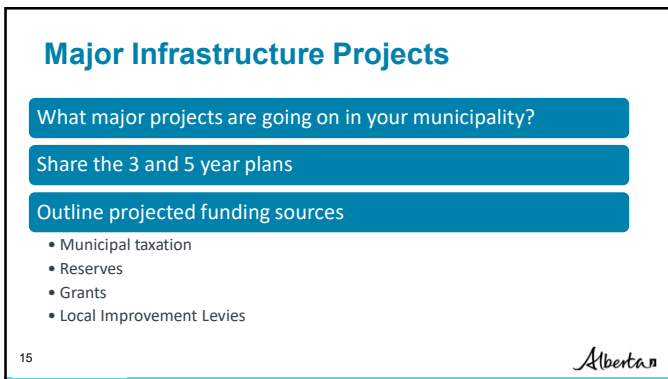 Major Infrastructure Projects
What major projects are going on in your municipality?
Share the 3 and 5 year plans
Outline projected funding sources
• Municipal taxation
• Reserves
• Grants
• Local Improvement Levies
15
Alberta